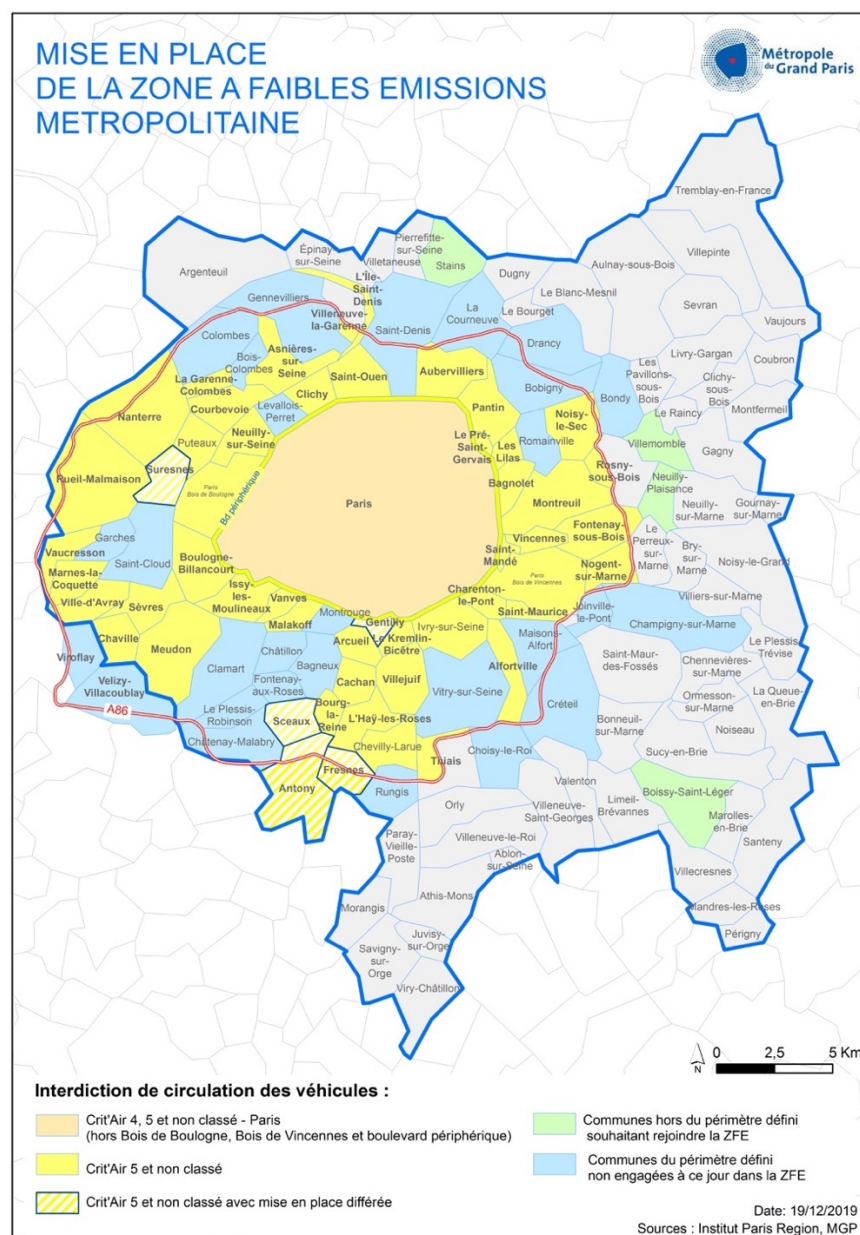 MISE EN PLACE
DE LA ZONE A FAIBLES EMISSIONS
METROPOLITAINE
Métropole
du Grand Paris
Tremblay-en-France
Épinay-
sur-Seine
Pierrefitte-
sur-Seine
Villetaneuse
Stains
Dugny
Aulnay-sous-Bois
Villepinte
Argenteuil
L'Île-
Saint-
Denis
Gennevilliers
Villeneuve-
la-Garenne
Saint-Denis
La
Courneuve
Le Blanc-Mesnil
Le Bourget
Sevran
Vaujours
Colombes
Bois-
Colombes
Asnières-
sur-
Seine
Drancy
Les
Pavillons-
sous-
Bois
Livry-Gargan
Coubron
Clichy-
sous-
Bois
Montfermeil
La Garenne-
Colombes
Clichy
Saint-Ouen
Aubervilliers
Bobigny
Bondy
Le Raincy
Gagny
Nanterre
Courbevoie
Levallois-
Perret
Neuilly-
sur-Seine
Pantin
Noisy-
le-Sec
Romainville
Villemomble
Puteaux
Suresnes
Rueil-Malmaison
Paris
Bois de Boulogne
Bd périphérique
Paris
Le Pré-
Saint-
Gervais
Les
Lilas
Bagnolet
Rosny-
sous-Bois
Neuilly-
Plaisance
Neuilly-
sur-Marne
Gournay-
sur-Marne
Montreuil
Fontenay-
sous-Bois
Vincennes
Saint-
Mandé
Paris
Bois de Vincennes
Nogent-
sur-Marne
Le
Perreux-
sur-
Marne
Bry-
sur-
Marne
Noisy-le-Grand
Garches
Saint-Cloud
Vaucresson
Marnes-la-
Coquette
Ville-d'Avray
Sèvres
Boulogne-
Billancourt
Issy-
les-
Moulineaux
Vanves
Malakoff
Montrouge
Gentilly
Charenton-
le-Pont
Saint-Maurice
Joinville-
le-Pont
Villiers-sur-Marne
Champigny-sur-Marne
Le Plessis-
Trévise
Chaville
Meudon
Viroflay
Velizy-
Villacoublay
A86
Clamart
Châtillon
Bagneux
Fontenay-
aux-Roses
Arcueil
Le Kremlin-
Bicêtre
Ivry-sur-Seine
Maisons-
Alfort
Alfortville
Cachan
Villejuif
Vitry-sur-Seine
Saint-Maur-
des-Fossés
Chennevières-
sur-Marne
La Queue-
en-Brie
Ormesson-
sur-Marne
Le Plessis-
Robinson
Sceaux
Bourg-
la-
Reine
L'Haÿ-les-Roses
Créteil
Bonneuil-
sur-Marne
Noiseau
Châtenay-Malabry
Chevilly-Larue
Thiais
Choisy-le-Roi
Sucy-en-Brie
Antony
Fresnes
Rungis
Orly
Valenton
Villeneuve-
Saint-Georges
Limeil-
Brévannes
Boissy-Saint-Léger
Marolles-
en-Brie
Santeny
Paray-
Vieille-
Poste
Villeneuve-le-Roi
Ablon-
sur-Seine
Villecresnes
Mandres-les-Roses
Périgny
Morangis
Athis-Mons
Savigny-
sur-
Orge
Juvisy-
sur-Orge
Viry-Châtillon
N
0 2,5 5 Km
Interdiction de circulation des véhicules :
Crit'Air 4, 5 et non classé - Paris
(hors Bois de Boulogne, Bois de Vincennes et boulevard périphérique)
Crit'Air 5 et non classé
Crit'Air 5 et non classé avec mise en place différée
Communes hors du périmètre défini
souhaitant rejoindre la ZFE
Communes du périmètre défini
non engagées à ce jour dans la ZFE
Date: 19/12/2019
Sources : Institut Paris Region, MGP